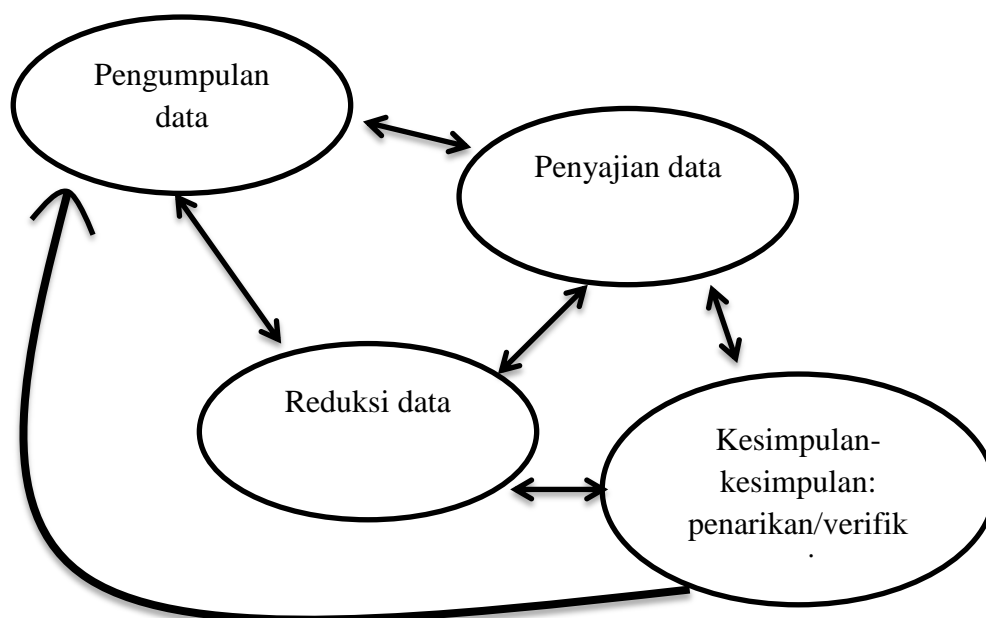 Pengumpulan
data
Penyajian data
Reduksi data
Kesimpulan-
kesimpulan:
penarikan/verifik